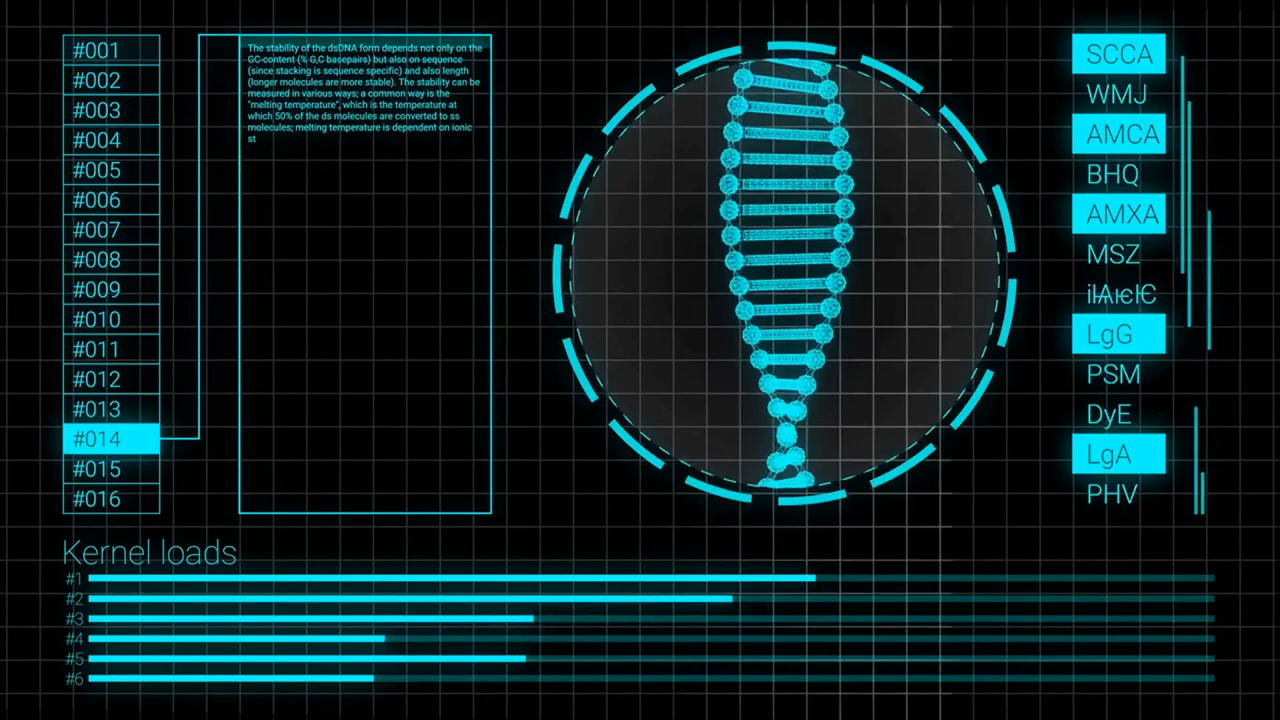 #001
#002
#003
#004
#005
#006
#007
#008
#009
#010
#011
#012
#013
#014
#015
#016
The stability of the dsDNA form depends not only on the
GC-content (% G,C basepairs) but also on sequence
(since stacking is sequence specific) and also length
(longer molecules are more stable). The stability can be
measured in various ways; a common way is the
"melting temperature", which is the temperature at
which 50% of the ds molecules are converted to ss
molecules; melting temperature is dependent on ionic
st
SCCA
WMJ
AMCA
BHQ
AMXA
MSZ
LgG
PSM
DyE
LgA
PHV
Kernel loads
#1
#2
#3
#4
#5
#6